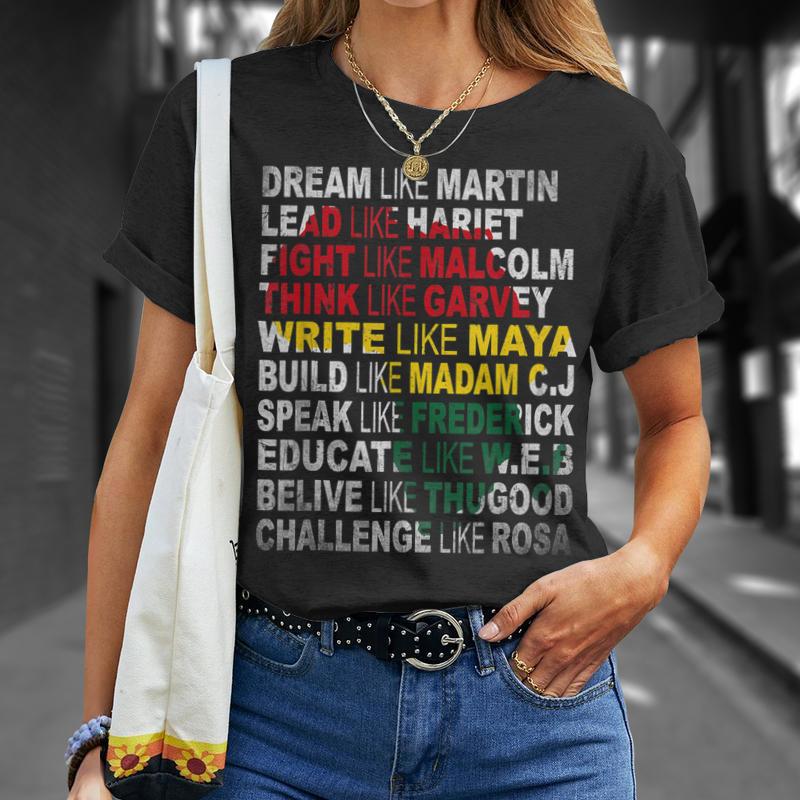 DREAM LIKE MARTIN
LEAD LIKE HARIET
FIGHT LIKE MALCOLM
THINK LIKE GARVEY
WRITE LIKE MAYA
BUILD LIKE MADAM C.J
SPEAK LIKE FREDERICK
EDUCATE LIKE W.E.B
BELIVE LIKE THUGOOD
CHALLENGE LIKE ROSA